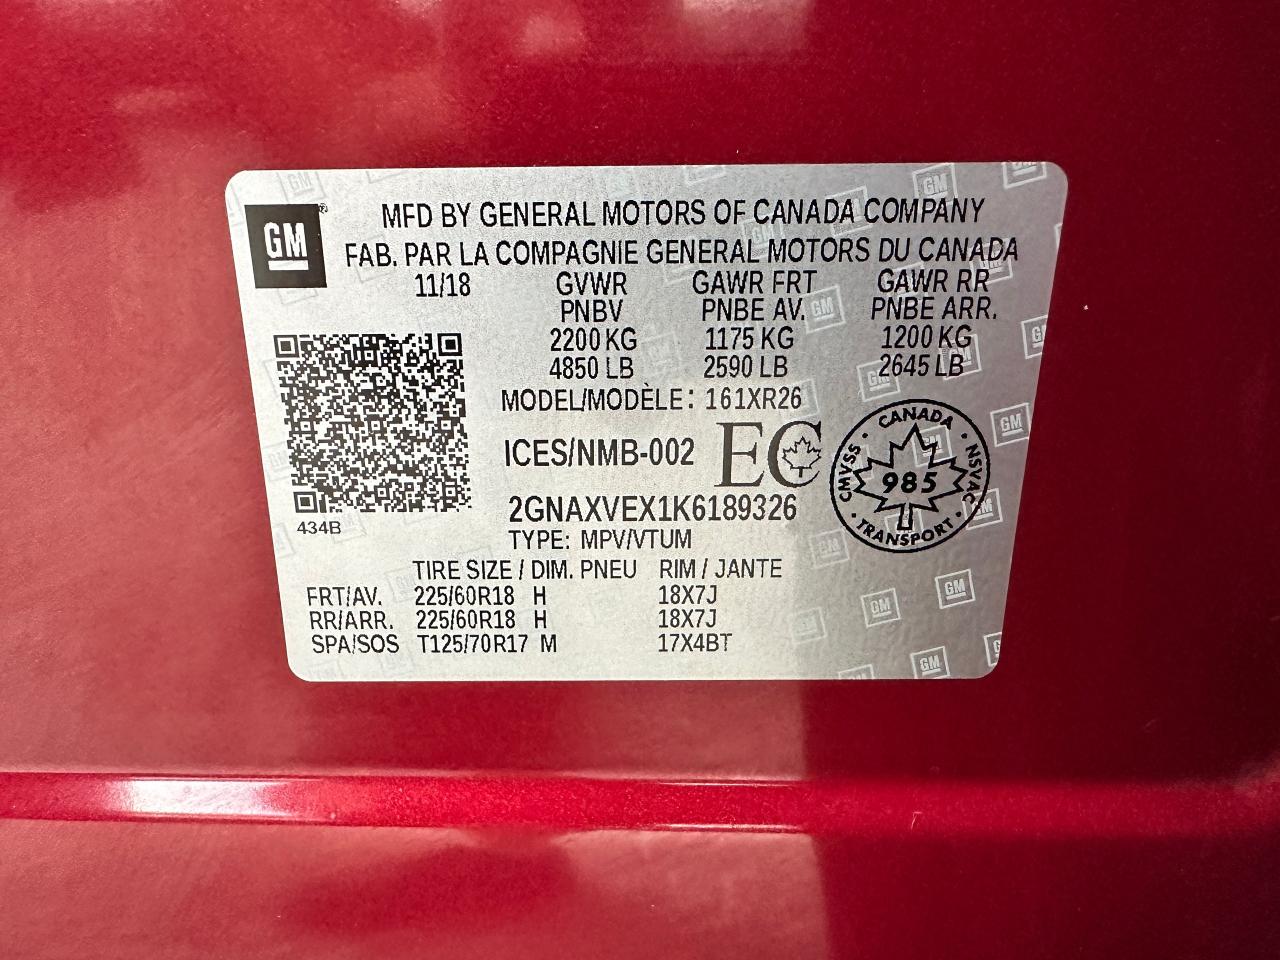 GM
MFD BY GENERAL MOTORS OF CANADA COMPANY
FAB. PAR LA COMPAGNIE GENERAL MOTORS DU CANADA
11/18 GVWR GAWR FRT GAWR RR
PNBV PNBE AV. PNBE ARR.
2200 KG 1175 KG 1200 KG
4850 LB 2590 LB 2645 LB
MODEL/MODÈLE: 161XR26
ICES/NMB-002 EC
CANADA
CMVSS 985 NSVAC
TRANSPORT
2GNAXVEX1K6189326
434B
TYPE: MPV/VTUM
TIRE SIZE / DIM. PNEU RIM / JANTE
FRT/AV. 225/60R18 H 18X7J
RR/ARR. 225/60R18 H 18X7J
SPA/SOS T125/70R17 M 17X4BT